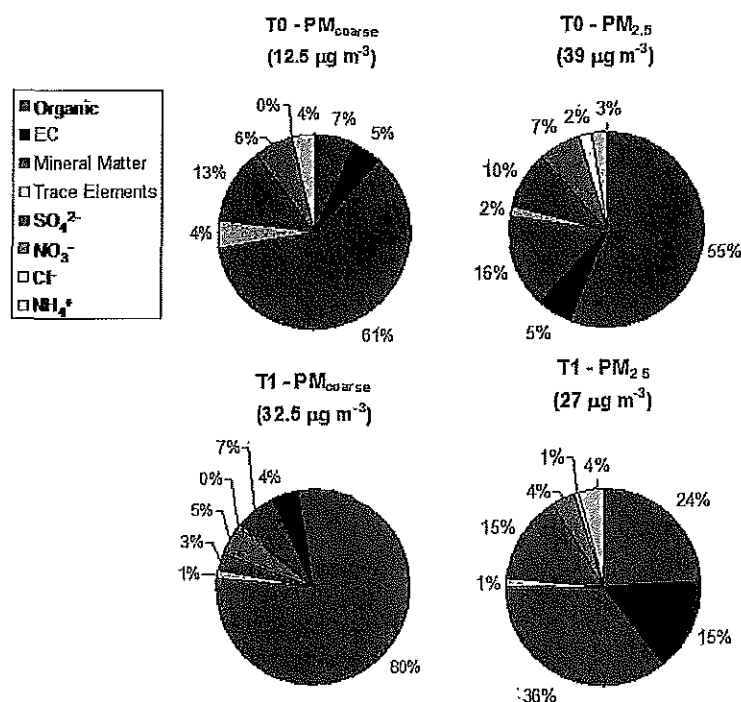 T0 - PMcoarse
(12.5 µg m-3)
T0 - PM2.5
(39 µg m-3)
Organic
EC
Mineral Matter
Trace Elements
SO42-
NO3-
Cl-
NH4+
0%
4%
7%
5%
6%
13%
4%
61%
2%
3%
7%
10%
2%
16%
5%
55%
T1 - PMcoarse
(32.5 µg m-3)
T1 - PM2.5
(27 µg m-3)
7%
4%
0%
5%
3%
1%
80%
1%
4%
4%
15%
1%
36%
15%
24%